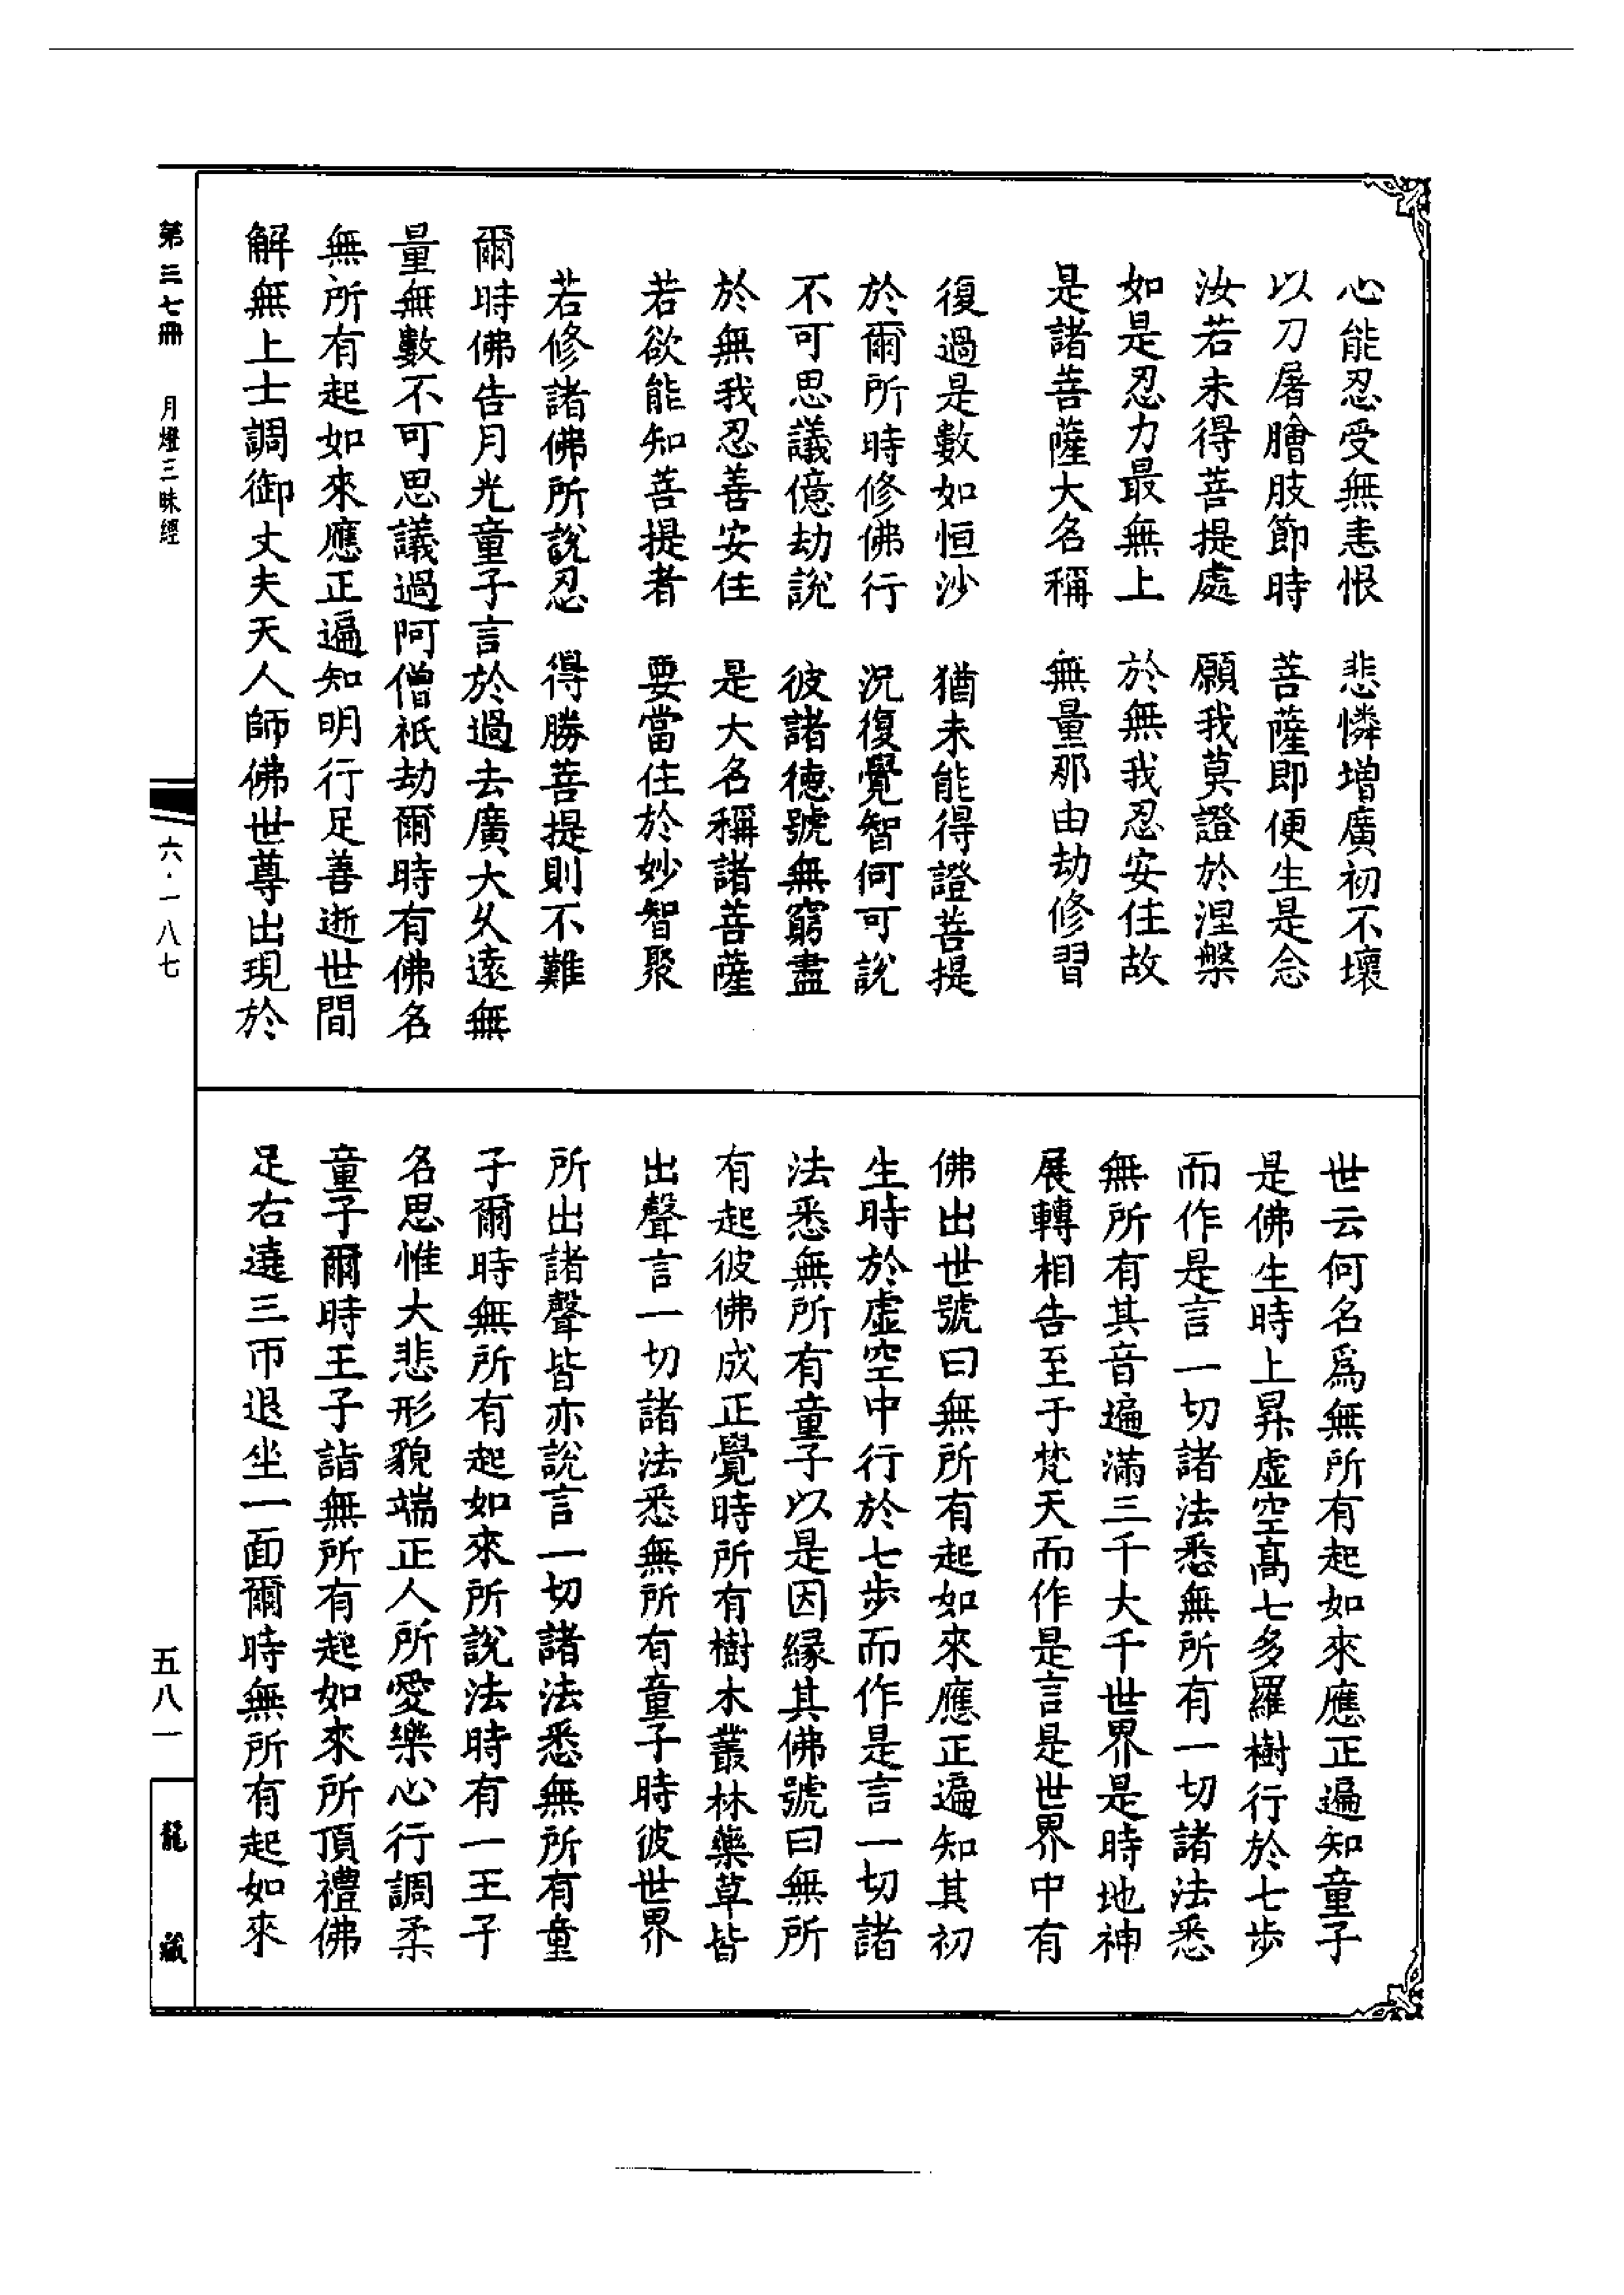 心能忍受無恚恨　悲憐增廣初不壞
以刀屠膾肢節時　菩薩即便生是念
汝若未得菩提處　願我莫證於涅槃
如是忍力最無上　於無我忍安住故
是諸菩薩大名稱　無量那由劫修習
復過是數如恒沙　猶未能得證菩提
於爾所時修佛行　況復覺智何可說
不可思議億劫說　彼諸德號無窮盡
於無我忍善安住　是大名稱諸菩薩
若欲能知菩提者　要當住於妙智聚
若修諸佛所說忍　得勝菩提則不難
爾時佛告月光童子言於過去廣大久遠無
量無數不可思議過阿僧祇劫爾時有佛名
無所有起如來應正遍知明行足善逝世間
解無上士調御丈夫天人師佛世尊出現於
世云何名爲無所有起如來應正遍知童子
是佛生時上昇虛空高七多羅樹行於七步
而作是言一切諸法悉無所有一切諸法悉
無所有其音遍滿三千大千世界是時地神
展轉相告至于梵天而作是言是世界中有
佛出世號曰無所有起如來應正遍知其初
生時於虛空中行於七步而作是言一切諸
法悉無所有童子以是因緣其佛號曰無所
有起彼佛成正覺時所有樹木叢林藥草皆
出聲言一切諸法悉無所有童子時彼世界
所出諸聲皆亦說言一切諸法悉無所有童
子爾時無所有起如來所說法時有一王子
名思惟大悲形貌端正人所愛樂心行調柔
童子爾時王子詣無所有起如來所頂禮佛
足右遶三帀退坐一面爾時無所有起如來
第三七冊　月燈三昧經
六·一八七
五八一
龍藏